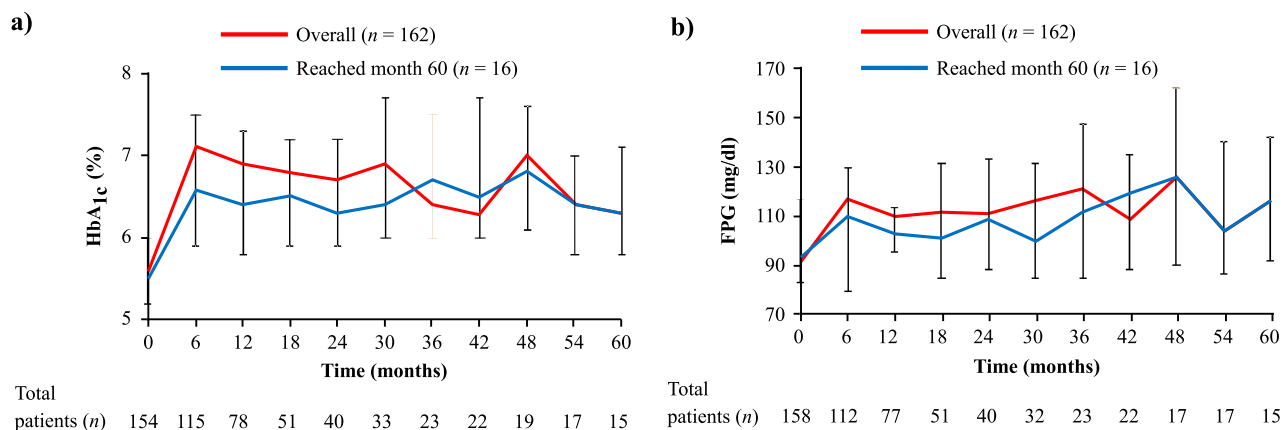 a)
Overall (n = 162)
Reached month 60 (n = 16)
HbA1c (%)
8
7
6
5
0 6 12 18 24 30 36 42 48 54 60
Time (months)
Total
patients (n) 154 115 78 51 40 33 23 22 19 17 15
b)
Overall (n = 162)
Reached month 60 (n = 16)
FPG (mg/dl)
170
150
130
110
90
70
0 6 12 18 24 30 36 42 48 54 60
Time (months)
Total
patients (n) 158 112 77 51 40 32 23 22 17 17 15